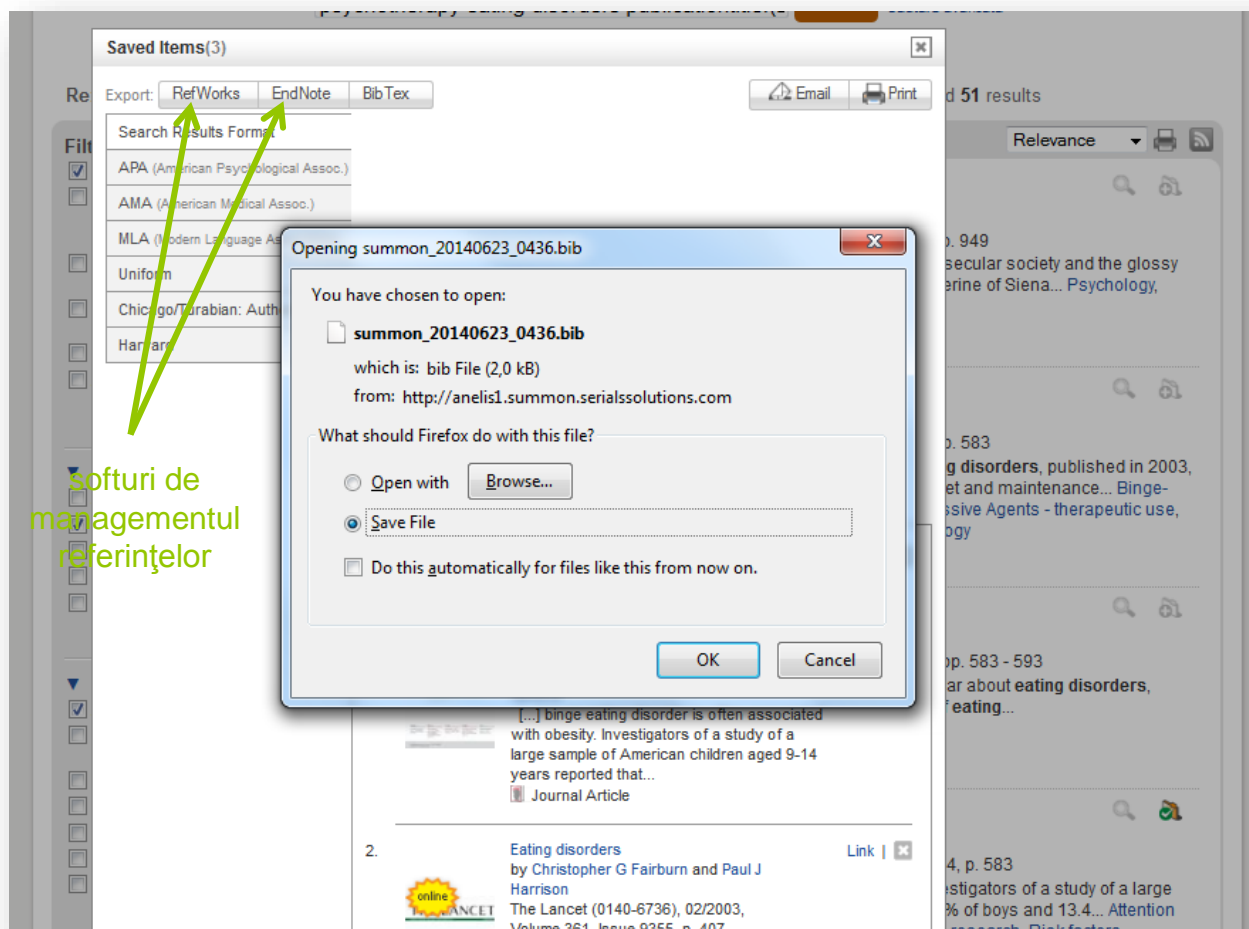 Saved Items(3)
Export: RefWorks EndNote BibTex
Email Print
Search Results Format
APA (American Psychological Assoc.)
AMA (American Medical Assoc.)
MLA (Modern Language As
Uniform
Chicago/Turabian: Auth
Harvard
softuri de
managementul
referinţelor
Opening summon_20140623_0436.bib
You have chosen to open:
summon_20140623_0436.bib
which is: bib File (2,0 kB)
from: http://anelis1.summon.serialssolutions.com
What should Firefox do with this file?
Open with Browse...
Save File
Do this automatically for files like this from now on.
OK Cancel
[...] binge eating disorder is often associated
with obesity. Investigators of a study of a
large sample of American children aged 9-14
years reported that...
Journal Article
2. Eating disorders Link |
by Christopher G Fairburn and Paul J
Harrison
online
LANCET
The Lancet (0140-6736), 02/2003,
Volume 361, Issue 9355, p. 407
Re
Filt
d 51 results
Relevance
p. 949
secular society and the glossy
erine of Siena... Psychology,
p. 583
g disorders, published in 2003,
et and maintenance... Binge-
ssive Agents - therapeutic use,
ogy
pp. 583 - 593
ar about eating disorders,
eating...
4, p. 583
estigators of a study of a large
% of boys and 13.4... Attention